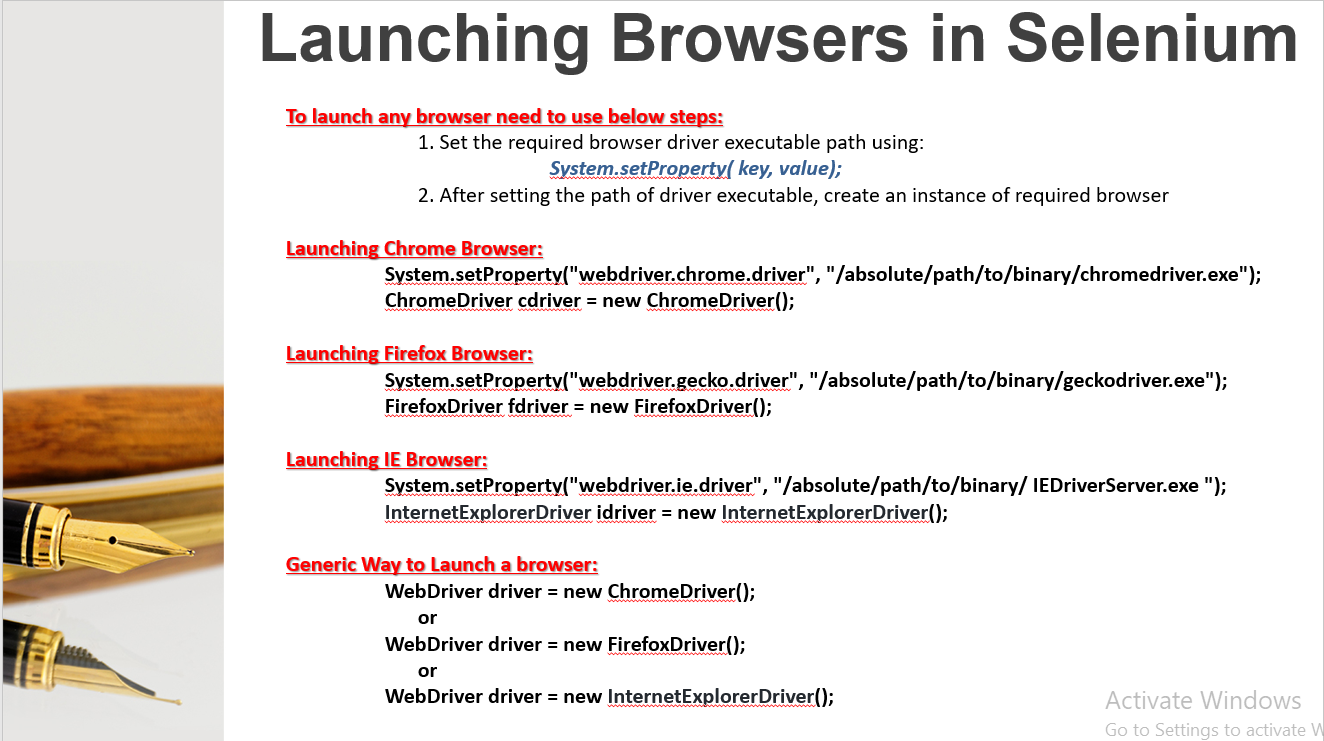 Launching Browsers in Selenium
To launch any browser need to use below steps:
1. Set the required browser driver executable path using:
System.setProperty( key, value);
2. After setting the path of driver executable, create an instance of required browser
Launching Chrome Browser:
System.setProperty("webdriver.chrome.driver", "/absolute/path/to/binary/chromedriver.exe");
ChromeDriver cdriver = new ChromeDriver();
Launching Firefox Browser:
System.setProperty("webdriver.gecko.driver", "/absolute/path/to/binary/geckodriver.exe");
FirefoxDriver fdriver = new FirefoxDriver();
Launching IE Browser:
System.setProperty("webdriver.ie.driver", "/absolute/path/to/binary/ IEDriverServer.exe ");
InternetExplorerDriver idriver = new InternetExplorerDriver();
Generic Way to Launch a browser:
WebDriver driver = new ChromeDriver();
or
WebDriver driver = new FirefoxDriver();
or
WebDriver driver = new InternetExplorerDriver();
Activate Windows
Go to Settings to activate W